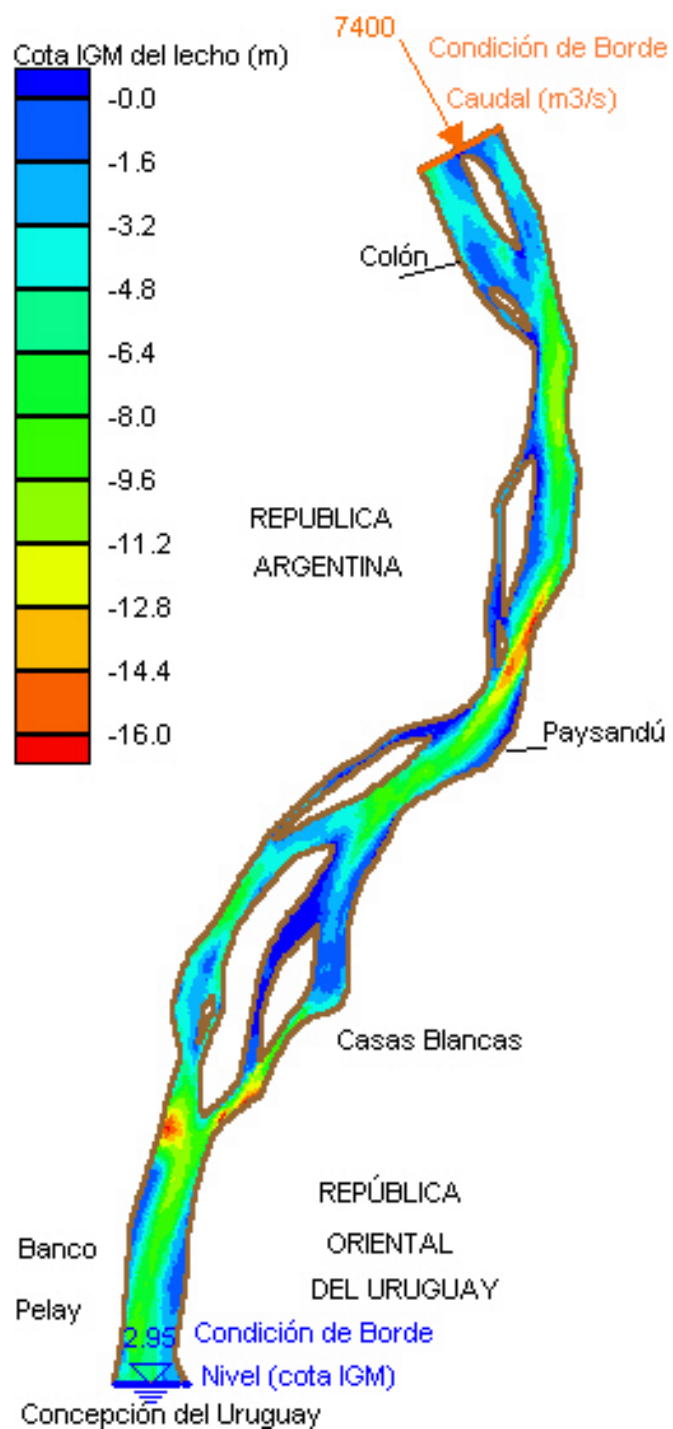 7400
Condición de Borde
Cota IGM del lecho (m)
Caudal (m3/s)
-0.0
-1.6
-3.2
-4.8
-6.4
-8.0
-9.6
-11.2
-12.8
-14.4
-16.0
Colón
REPUBLICA
ARGENTINA
Paysandú
Casas Blancas
REPÚBLICA
ORIENTAL
DEL URUGUAY
Banco
Pelay
2.95
Condición de Borde
Nivel (cota IGM)
Concepción del Uruguay